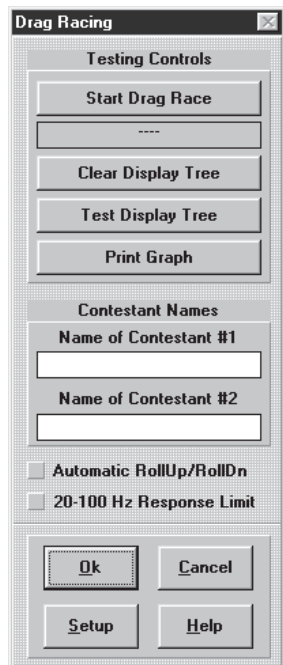 Drag Racing
Testing Controls
Start Drag Race
----
Clear Display Tree
Test Display Tree
Print Graph
Contestant Names
Name of Contestant #1
Name of Contestant #2
Automatic RollUp/RollDn
20-100 Hz Response Limit
Ok Cancel
Setup Help